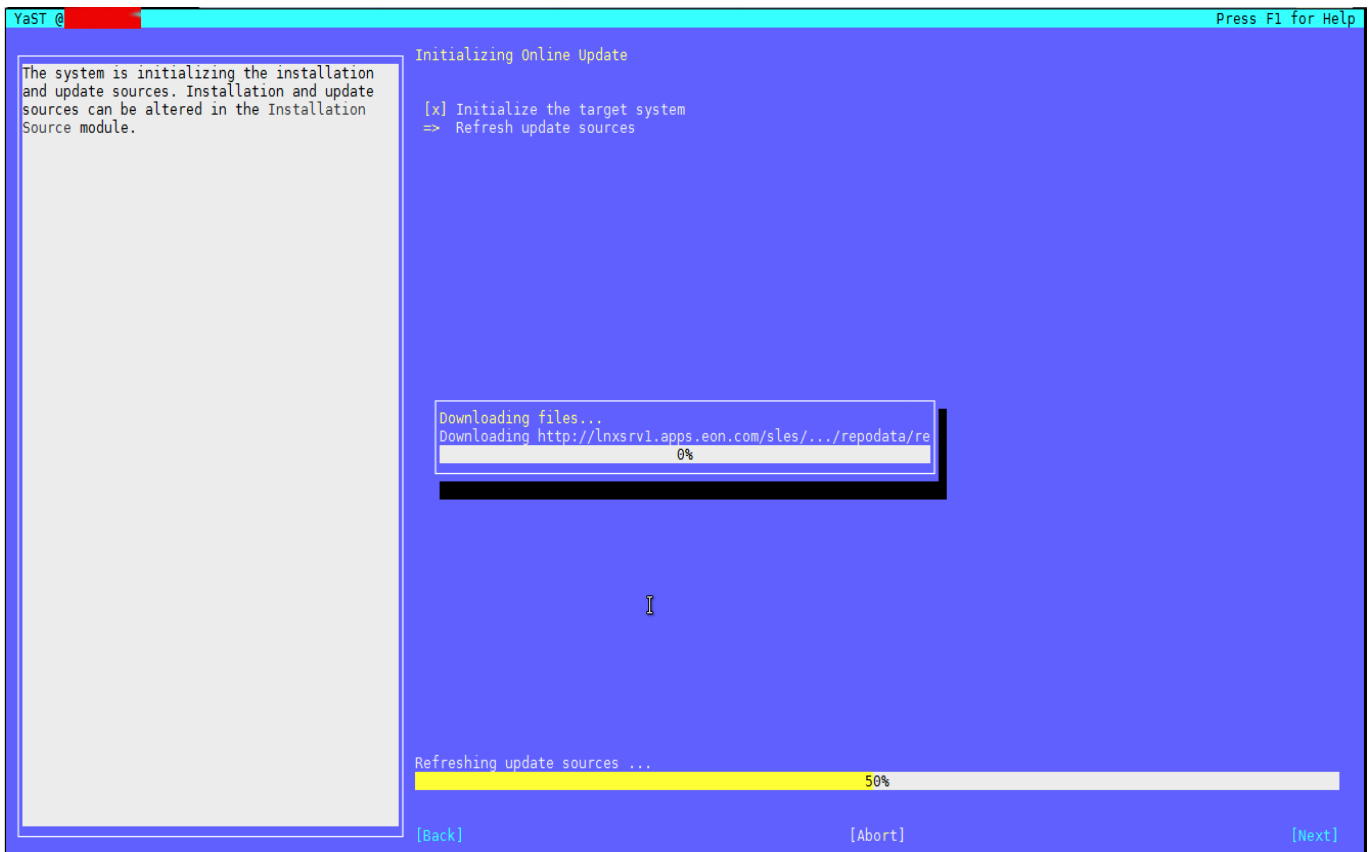 YaST @
Press F1 for Help
The system is initializing the installation
and update sources. Installation and update
sources can be altered in the Installation
Source module.
Initializing Online Update
[x] Initialize the target system
=> Refresh update sources
Downloading files...
Downloading http://lnxsrv1.apps.eon.com/sles/.../repodata/re
0%
Refreshing update sources ...
50%
[Back]
[Abort]
[Next]